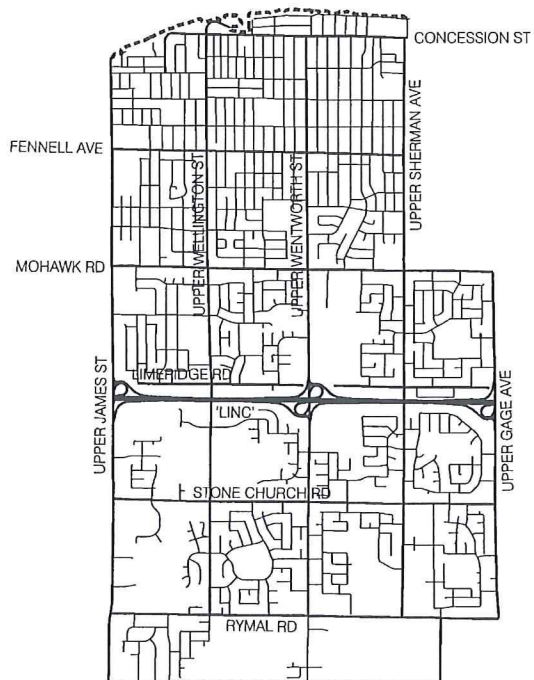 CONCESSION ST
UPPER SHERMAN AVE
FENNELL AVE
UPPER WELLINGTON ST
UPPER WENTWORTH ST
MOHAWK RD
LIMERIDGE RD
UPPER JAMES ST
'LINC'
UPPER GAGE AVE
STONE CHURCH RD
RYMAL RD